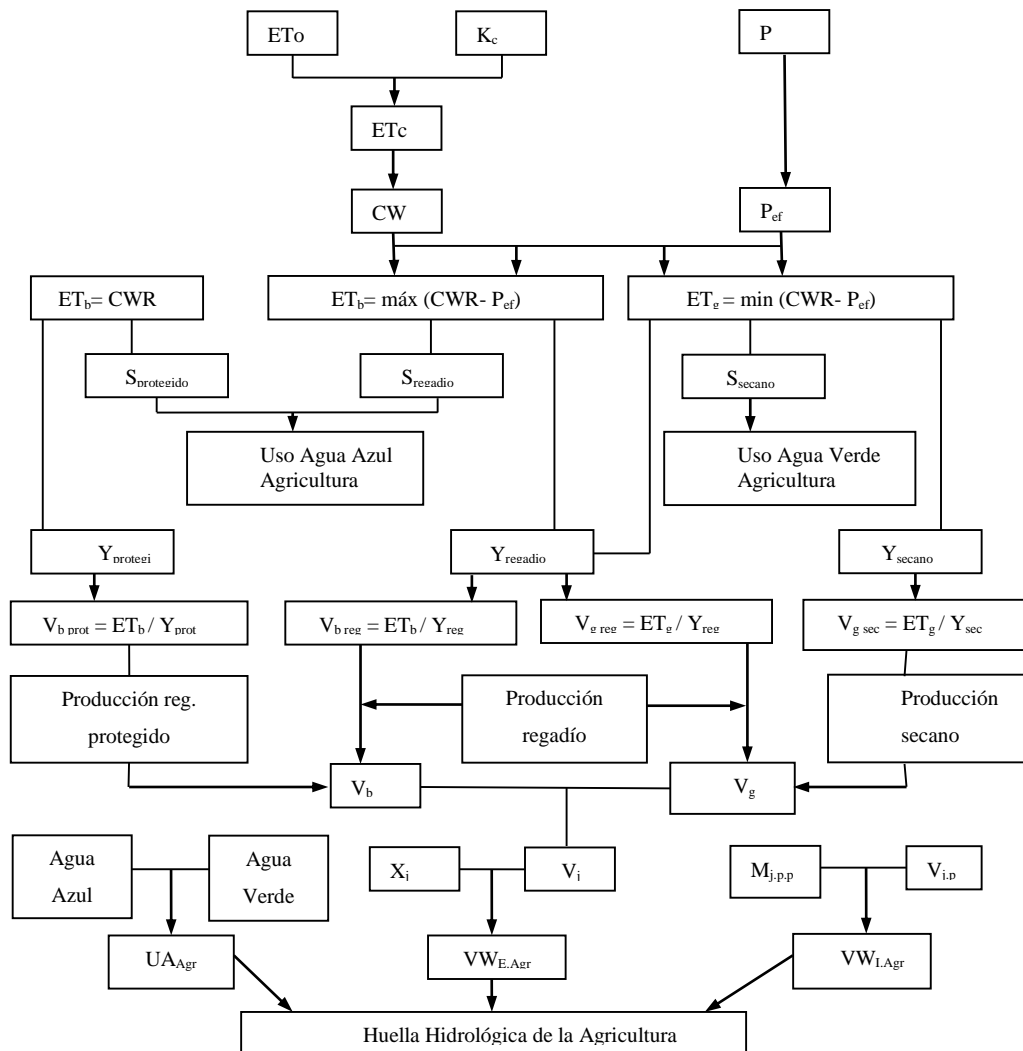 ETo
Kc
P
ETc
CW
Pef
ETb= CWR
ETb= máx (CWR- Pef)
ETg = min (CWR- Pef)
Sprotegido
Sregadio
Ssecano
Uso Agua Azul
Agricultura
Uso Agua Verde
Agricultura
Yprotegi
Yregadio
Ysecano
Vb prot = ETb / Yprot
Vb reg = ETb / Yreg
Vg reg = ETg / Yreg
Vg sec = ETg / Ysec
Producción reg.
protegido
Producción
regadío
Producción
secano
Vb
Vg
Agua
Azul
Agua
Verde
Xj
Vj
Mj.p.p
Vj.p
UAAgr
VWE.Agr
VWI.Agr
Huella Hidrológica de la Agricultura